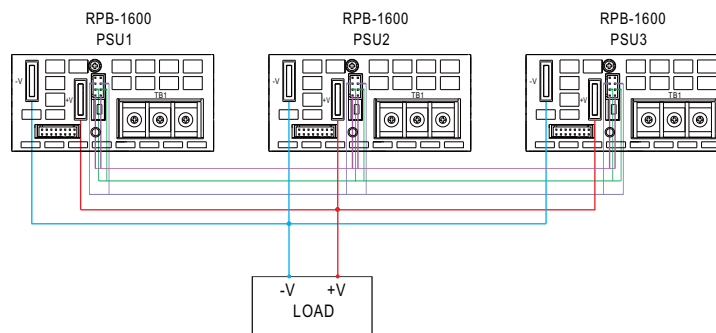 RPB-1600
PSU1
RPB-1600
PSU2
RPB-1600
PSU3
-V
+V
TB1
-V
+V
TB1
-V
+V
TB1
-V +V
LOAD